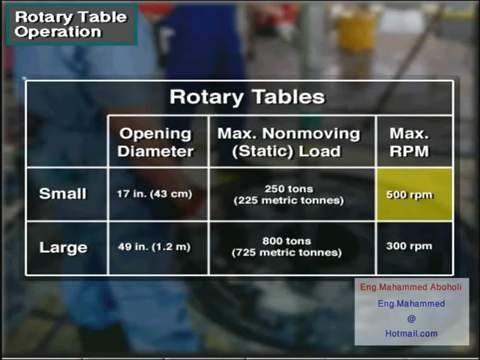 Rotary Table
Operation
Rotary Tables
Opening
Diameter
Max. Nonmoving
(Static) Load
Max.
RPM
Small
17 in. (43 cm)
250 tons
(225 metric tonnes)
500 rpm
Large
49 in. (1.2 m)
800 tons
(725 metric tonnes)
300 rpm
Eng.Mahammed Aboholi
Eng.Mahammed
@
Hotmail.com